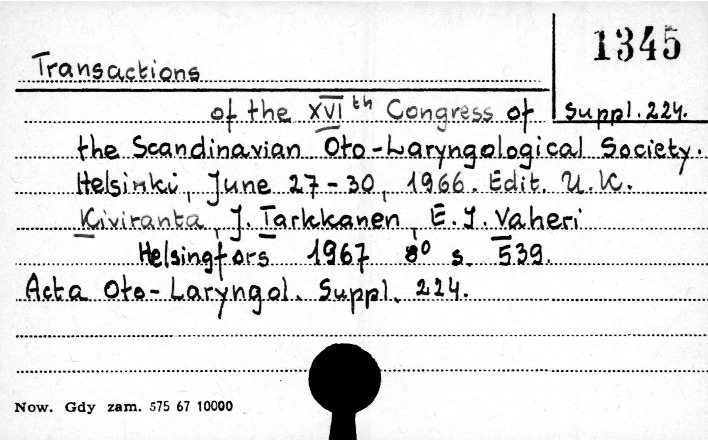 1345
Transactions
Suppl. 224.
of the XVI th Congress of
the Scandinavian Oto-Laryngological Society.
Helsinki, June 27-30, 1966. Edit. U.K.
Kiviranta, J. Tarkkanen, E.J. Vaheri
Helsingfors 1967 8° s. 539.
Acta Oto-Laryngol. Suppl. 224.
Now. Gdy zam. 575 67 10000